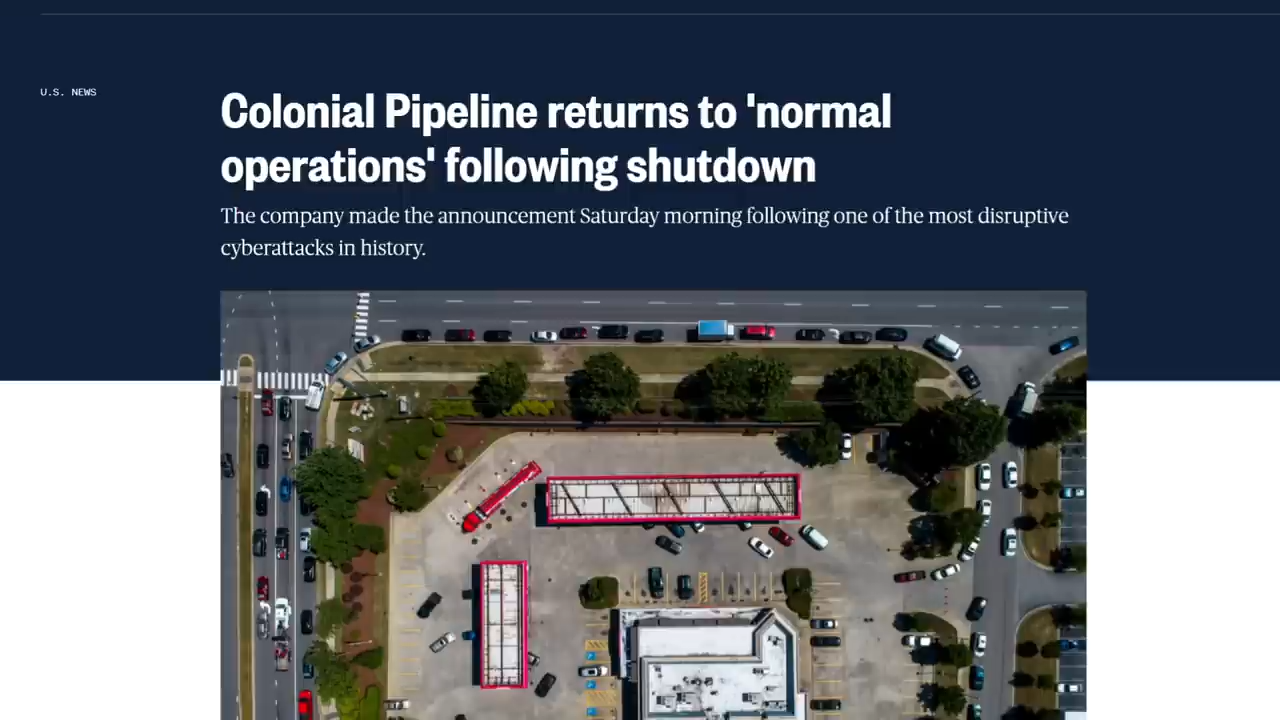 U.S. NEWS
Colonial Pipeline returns to 'normal
operations' following shutdown
The company made the announcement Saturday morning following one of the most disruptive
cyberattacks in history.